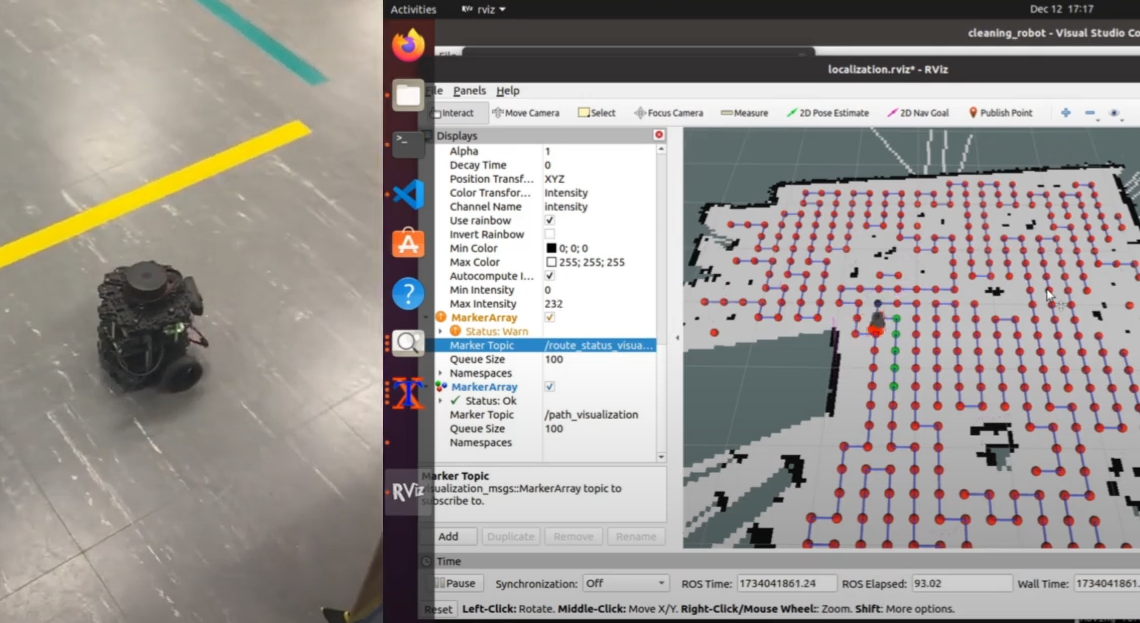 Activities
rviz
Dec 12 17:17
cleaning_robot - Visual Studio Co
localization.rviz* - RViz
File Panels Help
Interact Move Camera Select Focus Camera Measure 2D Pose Estimate 2D Nav Goal Publish Point
Displays
Alpha 1
Decay Time 0
Position Transf... XYZ
Color Transfor... Intensity
Channel Name intensity
Use rainbow
Invert Rainbow
Min Color 0; 0; 0
Max Color 255; 255; 255
Autocompute I...
Min Intensity 0
Max Intensity 232
MarkerArray
Status: Warn
Marker Topic /route_status_visua...
Queue Size 100
Namespaces
MarkerArray
Status: Ok
Marker Topic /path_visualization
Queue Size 100
Namespaces
Marker Topic
visualization_msgs::MarkerArray topic to
subscribe to.
Add Duplicate Remove Rename
RViz
Time
Pause Synchronization: Off ROS Time: 1734041861.24 ROS Elapsed: 93.02 Wall Time: 1734041861.
Reset Left-Click: Rotate. Middle-Click: Move X/Y. Right-Click/Mouse Wheel:: Zoom. Shift: More options.